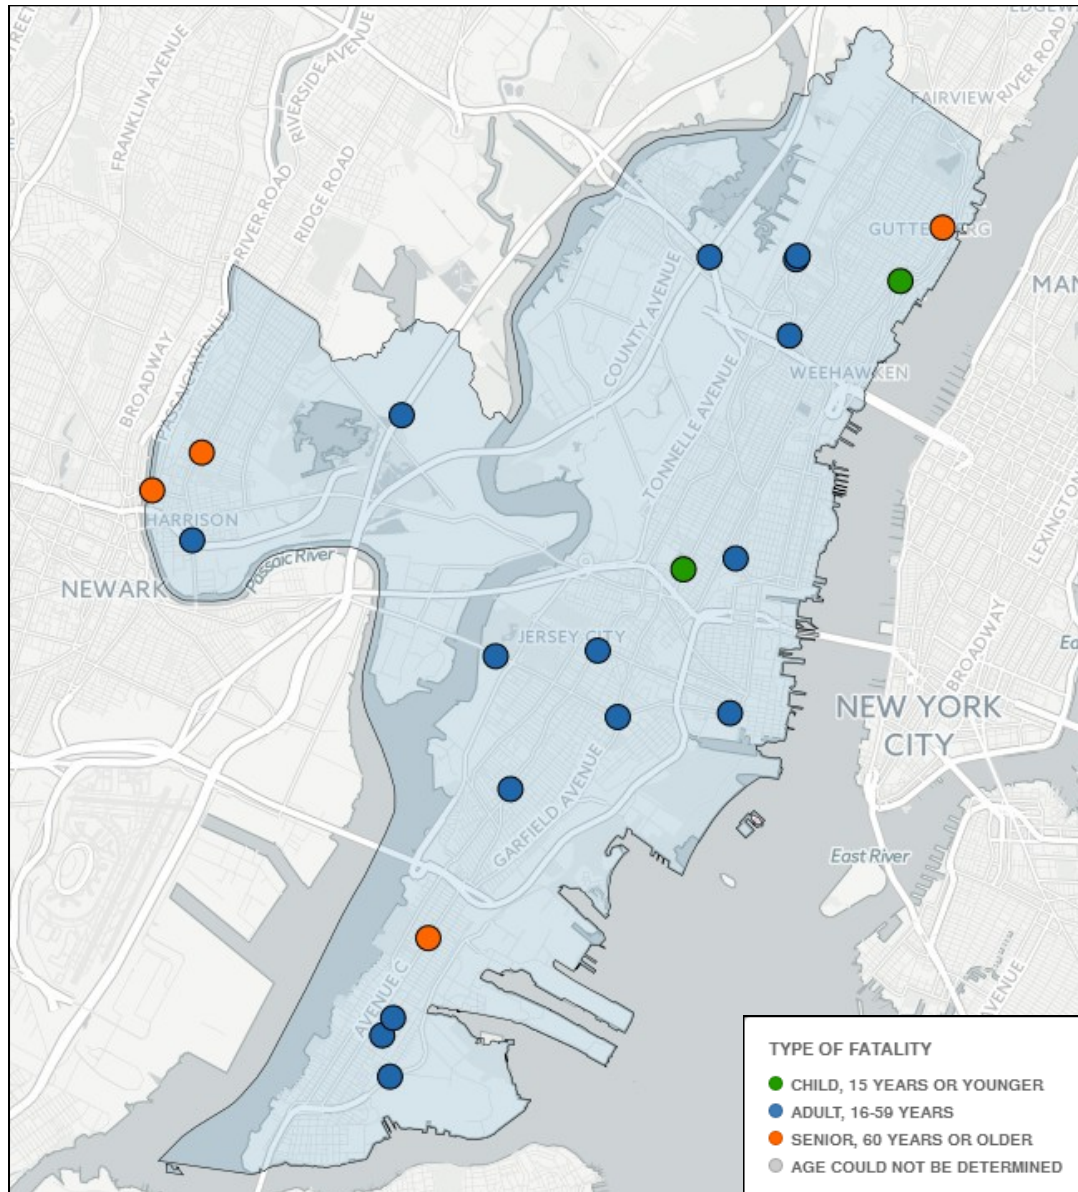 FRANKLIN AVENUE
RIVERSIDE AVENUE
RIVER ROAD
FAIRVIEW
RIVER ROAD
RIDGE ROAD
GUTTENBERG
COUNTY AVENUE
BROADWAY
PASSAIC AVENUE
WEEHAWKEN
TONNELLE AVENUE
LEXINGTON
HARRISON
Passaic River
NEWARK
JERSEY CITY
BROADWAY
NEW YORK
CITY
GARFIELD AVENUE
East River
AVENUE C
AVENUE
TYPE OF FATALITY
CHILD, 15 YEARS OR YOUNGER
ADULT, 16-59 YEARS
SENIOR, 60 YEARS OR OLDER
AGE COULD NOT BE DETERMINED